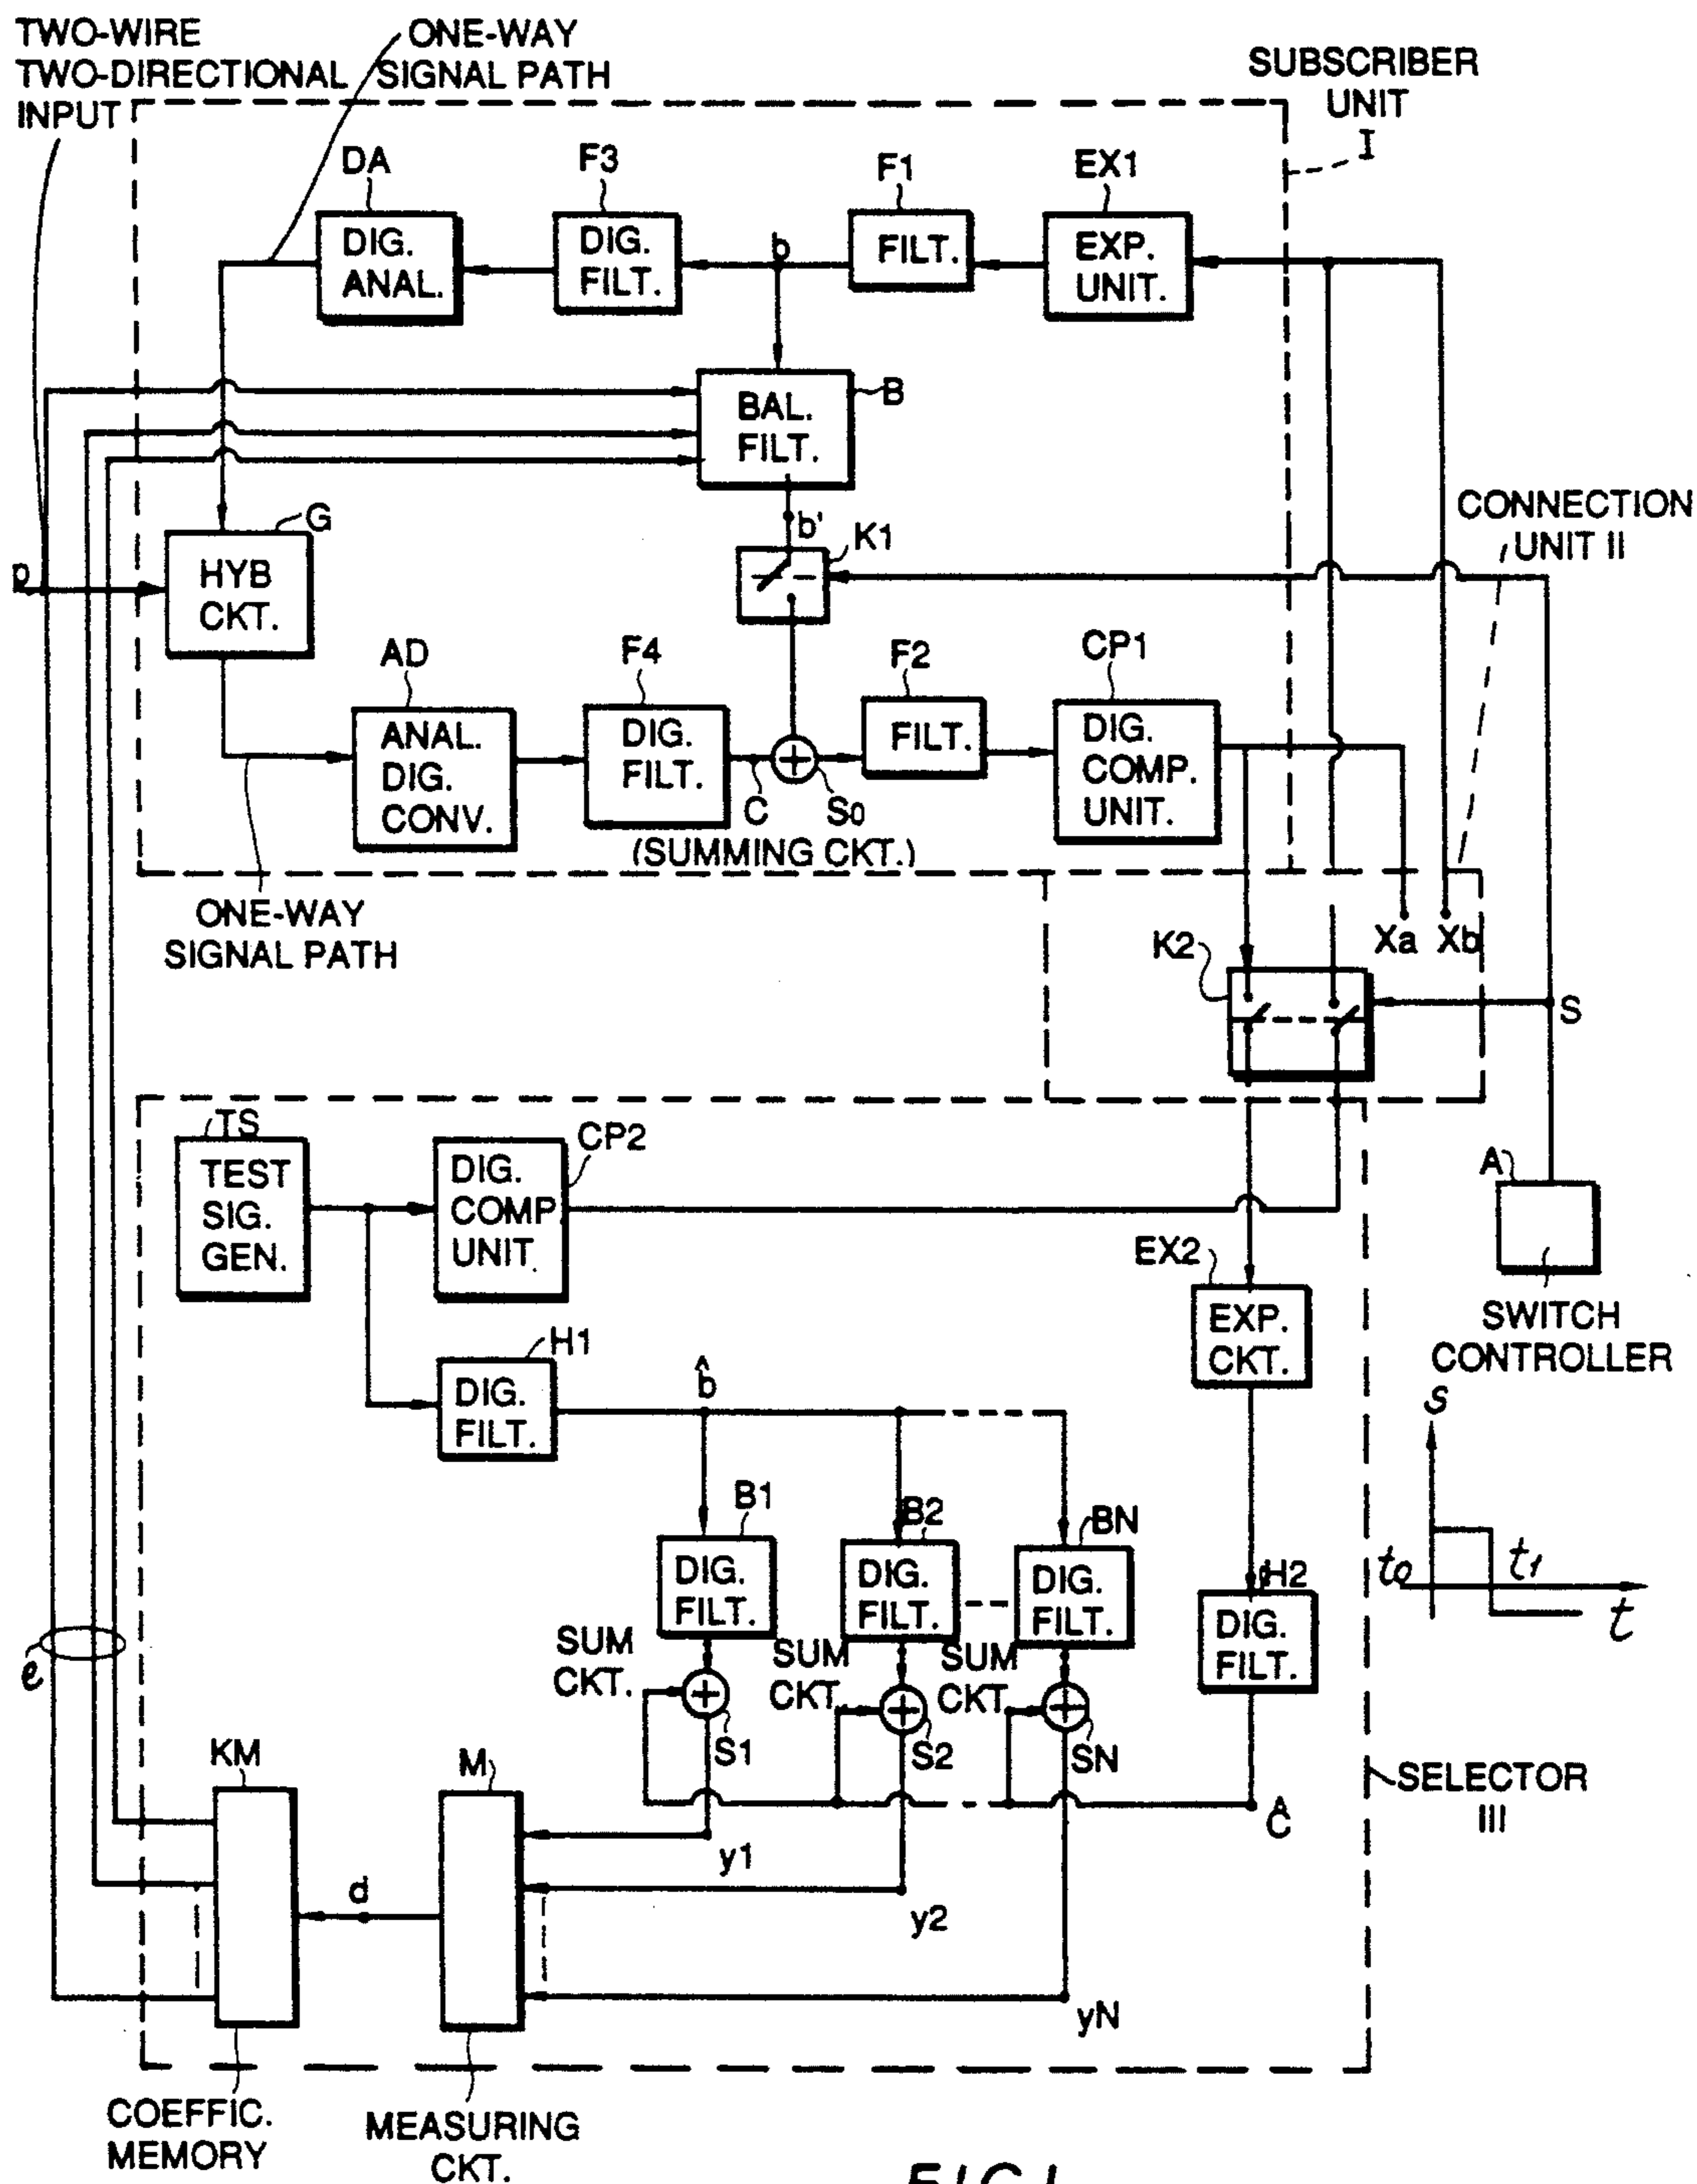 TWO-WIRE
TWO-DIRECTIONAL
INPUT
ONE-WAY
SIGNAL PATH
SUBSCRIBER
UNIT
I
DA
DIG.
ANAL.
F3
DIG.
FILT.
b
F1
FILT.
EX1
EXP.
UNIT.
BAL.
FILT.
B
b'
K1
CONNECTION
UNIT II
p
G
HYB
CKT.
AD
ANAL.
DIG.
CONV.
F4
DIG.
FILT.
C
S0
(SUMMING CKT.)
F2
FILT.
CP1
DIG.
COMP.
UNIT.
ONE-WAY
SIGNAL PATH
Xa
Xb
K2
S
TS
TEST
SIG.
GEN.
CP2
DIG.
COMP
UNIT.
A
SWITCH
CONTROLLER
EX2
EXP.
CKT.
H1
DIG.
FILT.
b̂
S
t0
t1
t
B1
DIG.
FILT.
B2
DIG.
FILT.
BN
DIG.
FILT.
H2
DIG.
FILT.
SUM
CKT.
S1
SUM
CKT.
S2
SUM
CKT.
SN
e
KM
M
Ĉ
SELECTOR
III
y1
d
y2
yN
COEFFIC.
MEMORY
MEASURING
CKT.
FIG.1